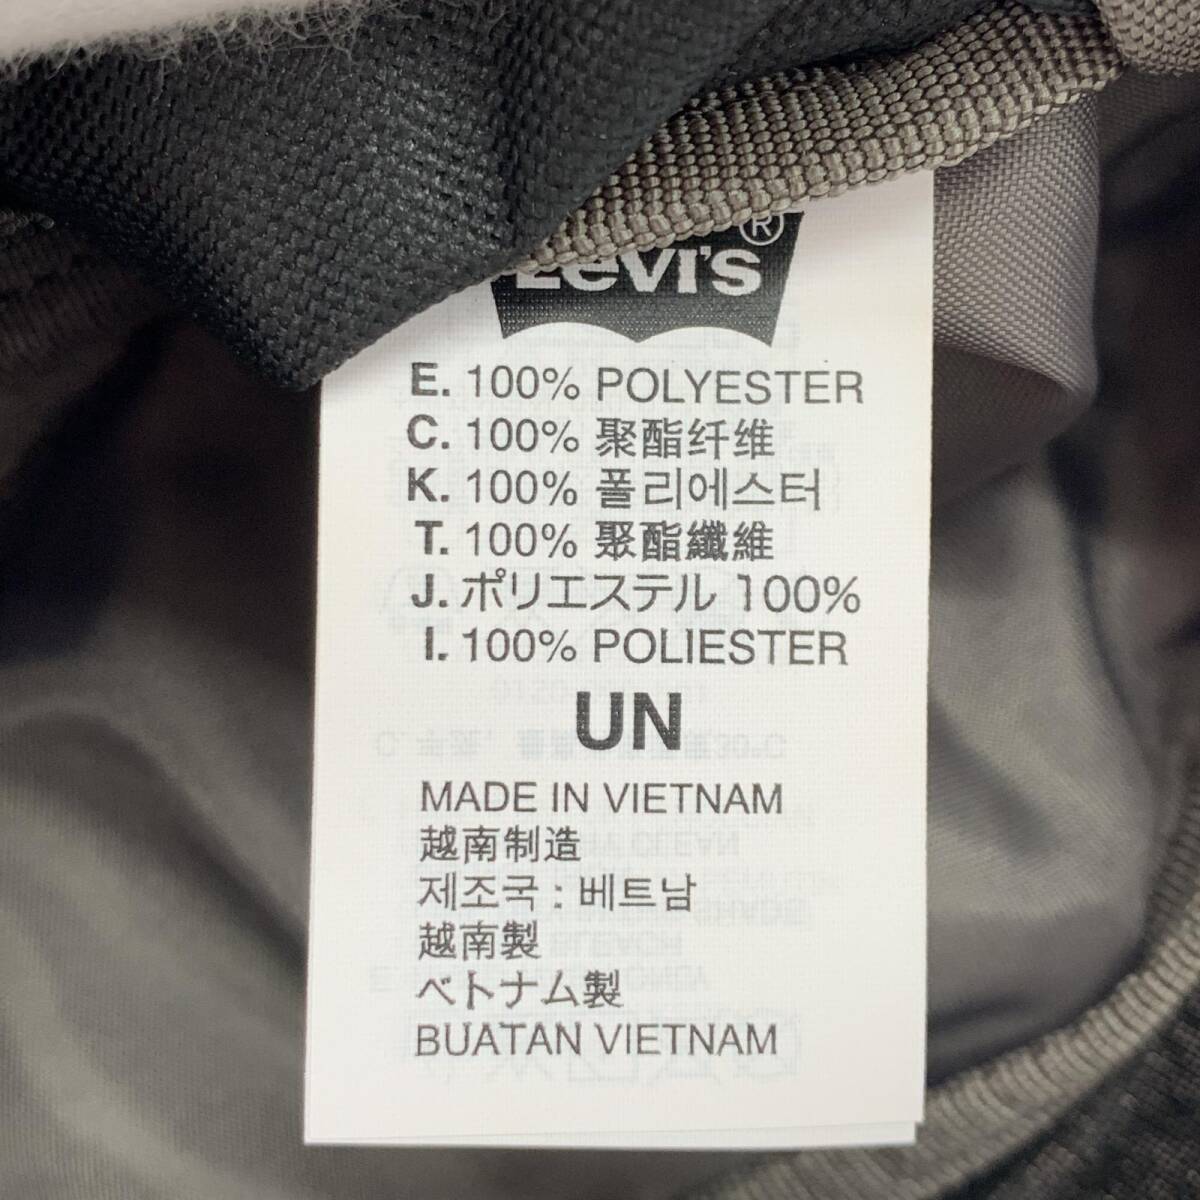 Levi's®
E. 100% POLYESTER
C. 100% 聚酯纤维
K. 100% 폴리에스터
T. 100% 聚酯纖維
J. ポリエステル 100%
I. 100% POLIESTER
UN
MADE IN VIETNAM
越南制造
제조국 : 베트남
越南製
ベトナム製
BUATAN VIETNAM